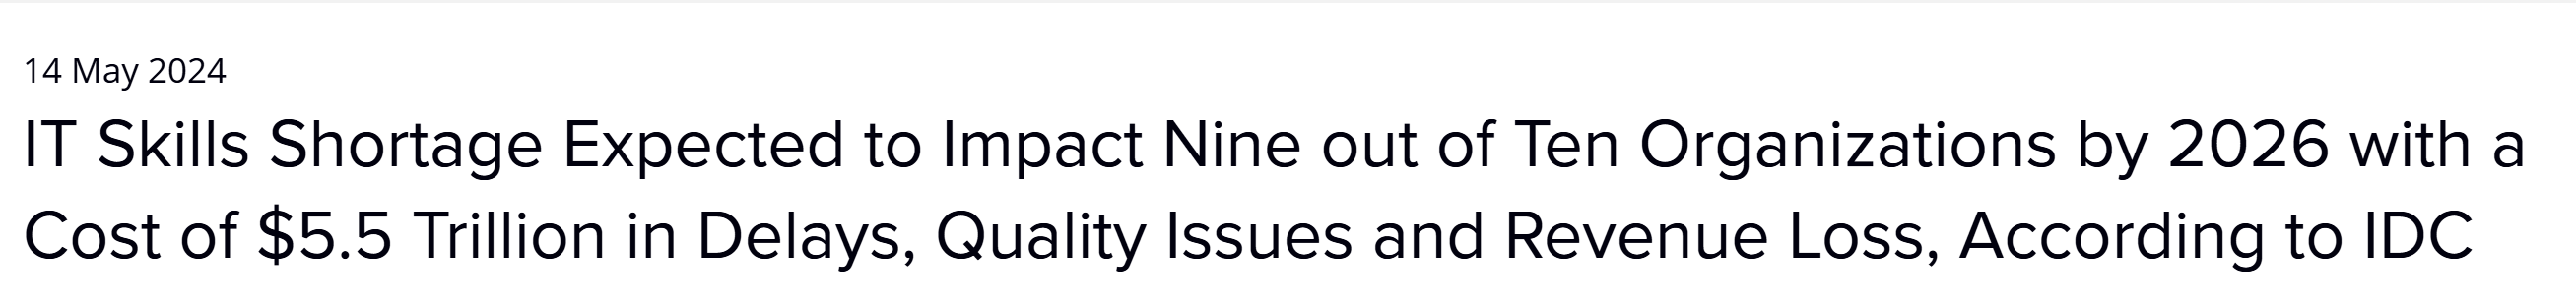 14 May 2024
IT Skills Shortage Expected to Impact Nine out of Ten Organizations by 2026 with a
Cost of $5.5 Trillion in Delays, Quality Issues and Revenue Loss, According to IDC